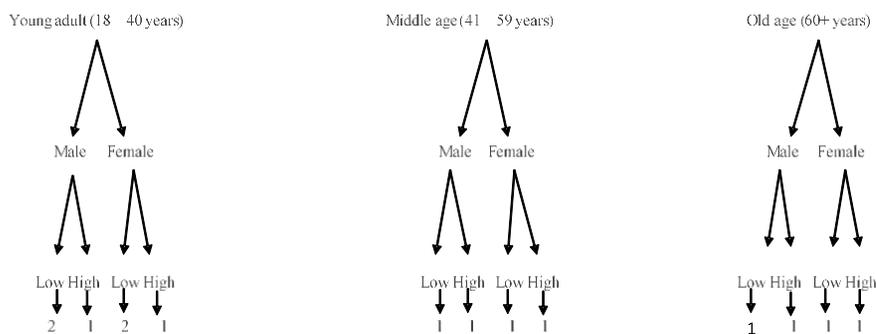 Young adult (18 40 years) Middle age (41 59 years) Old age (60+ years)
Male Female Male Female Male Female
Low High Low High Low High Low High Low High Low High
2 1 2 1 1 1 1 1 1 1 1 1